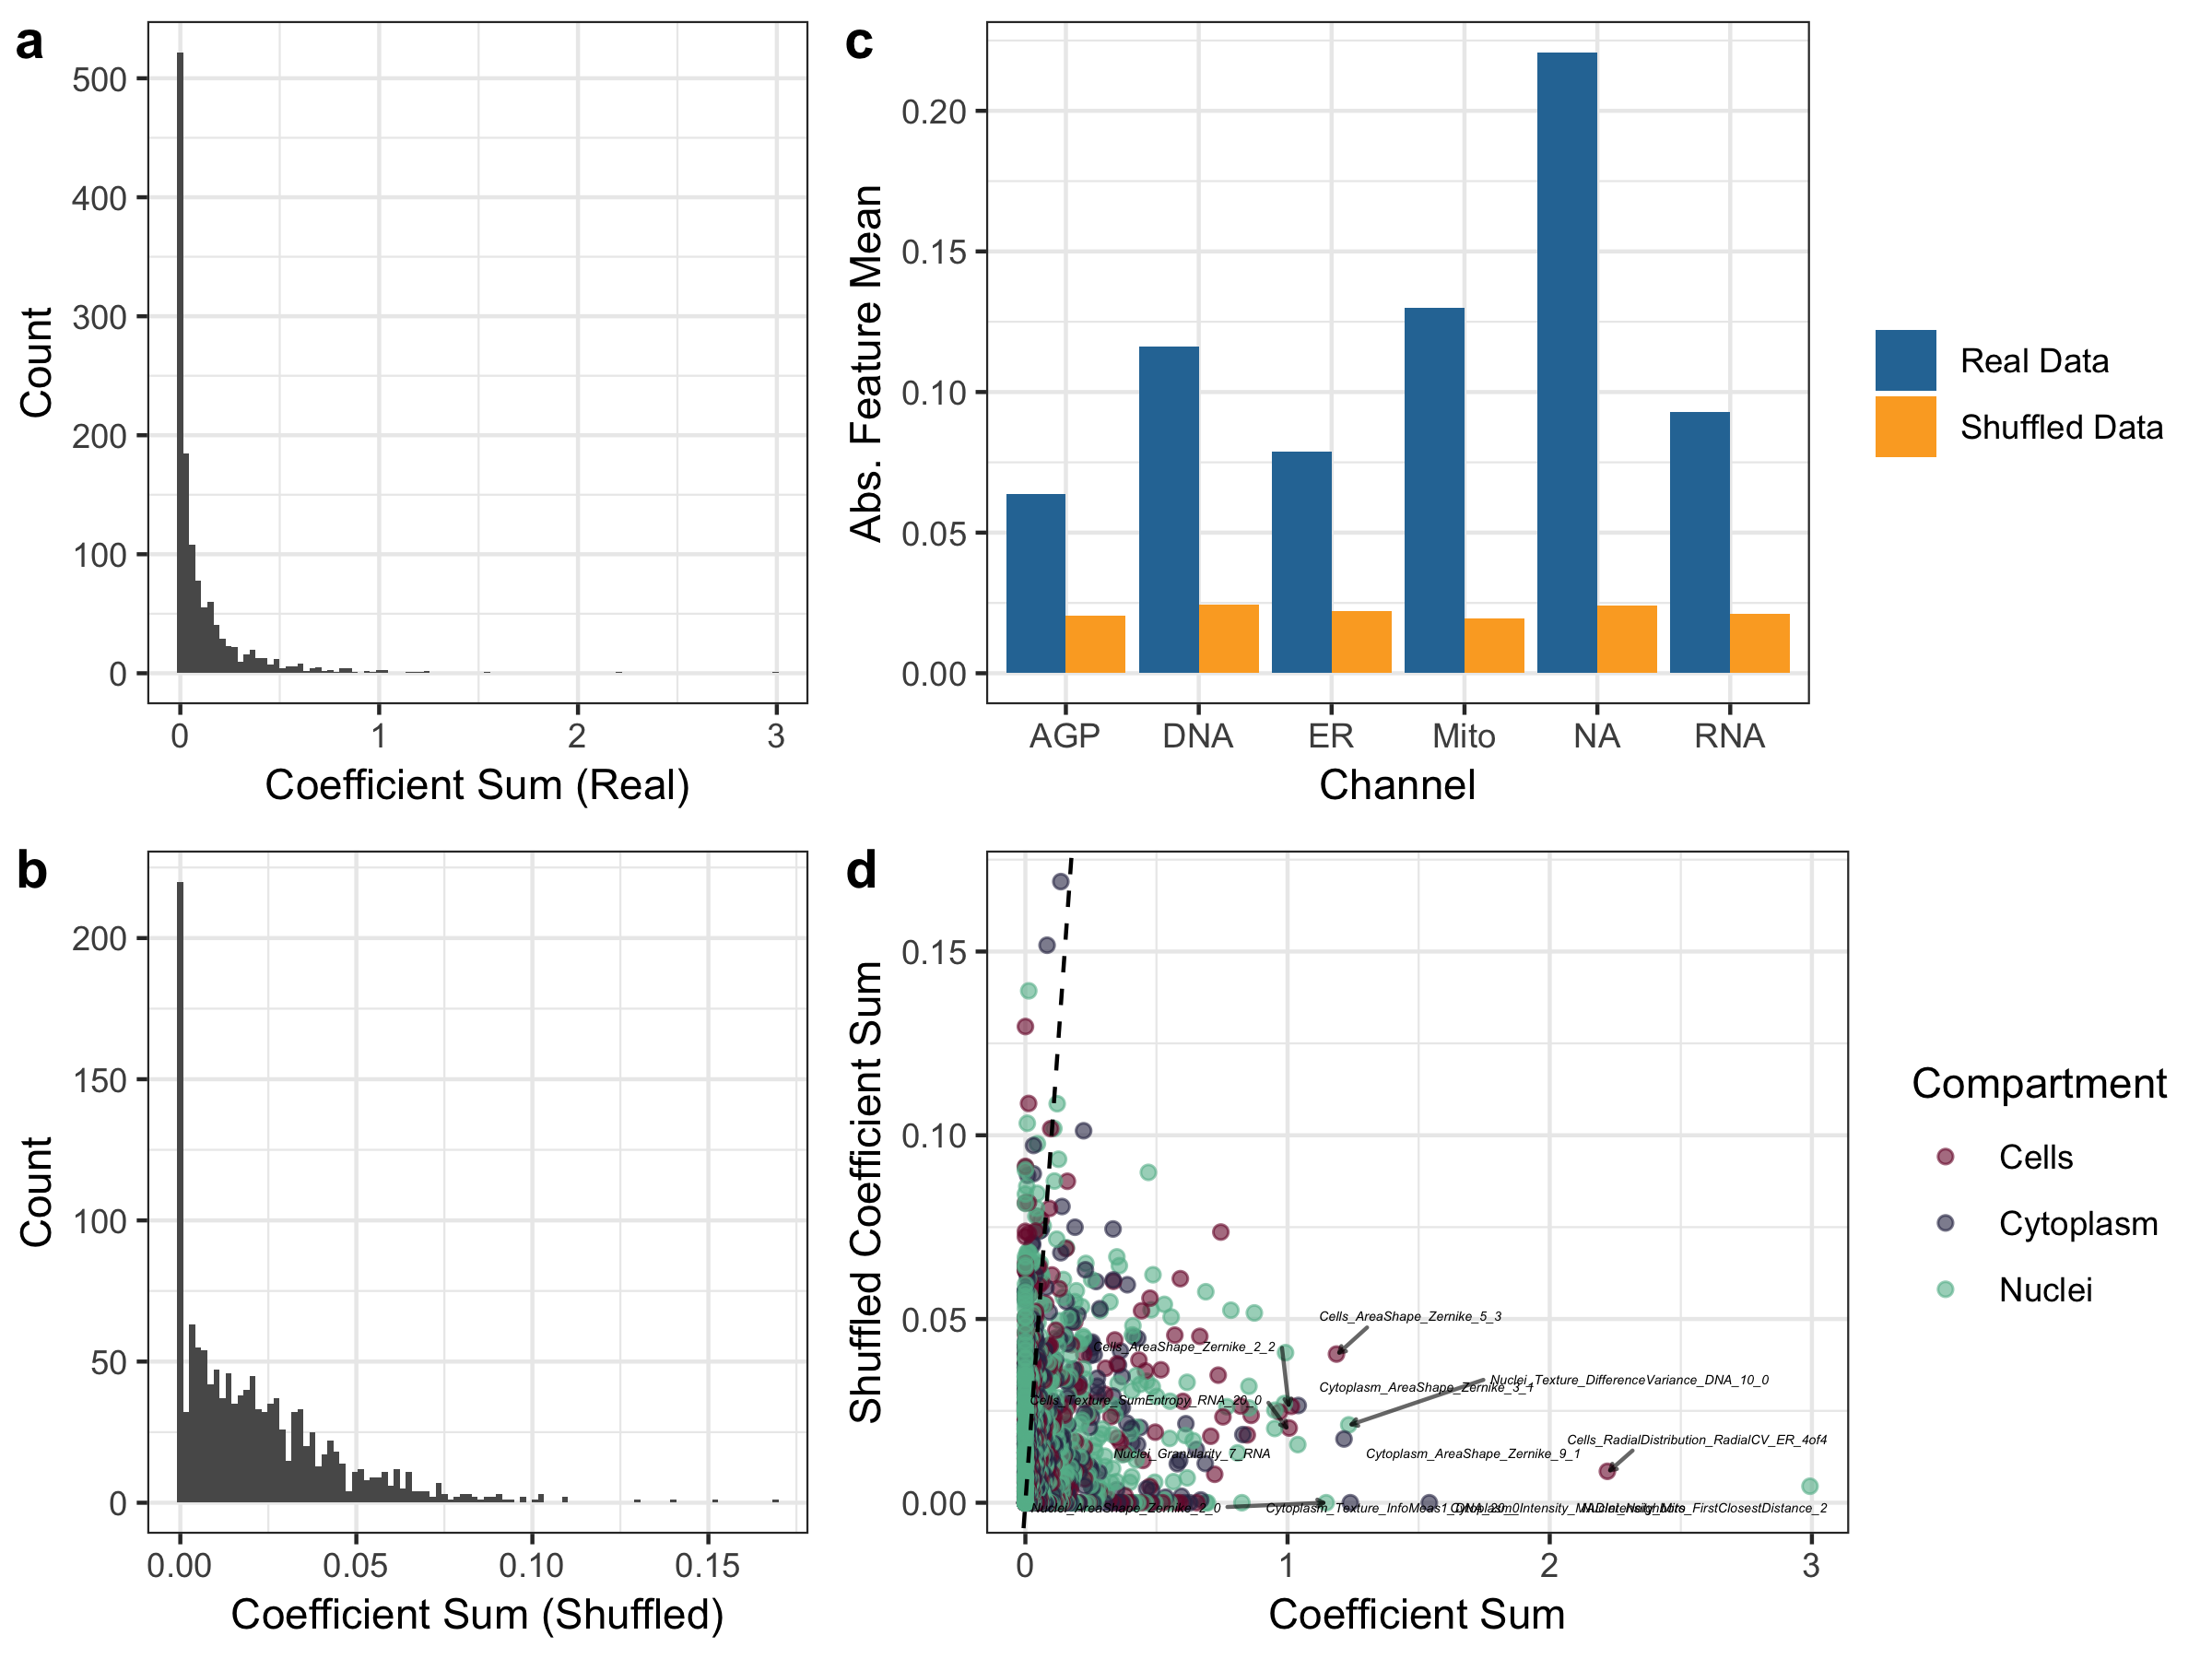 a
500
400
300
200
100
0
Count
0 1 2 3
Coefficient Sum (Real)
c
0.20
0.15
0.10
0.05
0.00
Abs. Feature Mean
AGP DNA ER Mito NA RNA
Channel
Real Data
Shuffled Data
b
200
150
100
50
0
Count
0.00 0.05 0.10 0.15
Coefficient Sum (Shuffled)
d
0.15
0.10
0.05
0.00
Shuffled Coefficient Sum
Cells_AreaShape_Zernike_5_3
Cells_AreaShape_Zernike_2_2
Nuclei_Texture_DifferenceVariance_DNA_10_0
Cytoplasm_AreaShape_Zernike_3_1
Cells_Texture_SumEntropy_RNA_20_0
Cells_RadialDistribution_RadialCV_ER_4of4
Nuclei_Granularity_7_RNA
Cytoplasm_AreaShape_Zernike_9_1
Nuclei_AreaShape_Zernike_2_0
Cytoplasm_Texture_InfoMeas1_DNA_20_0
0 1 2 3
Coefficient Sum
Compartment
Cells
Cytoplasm
Nuclei